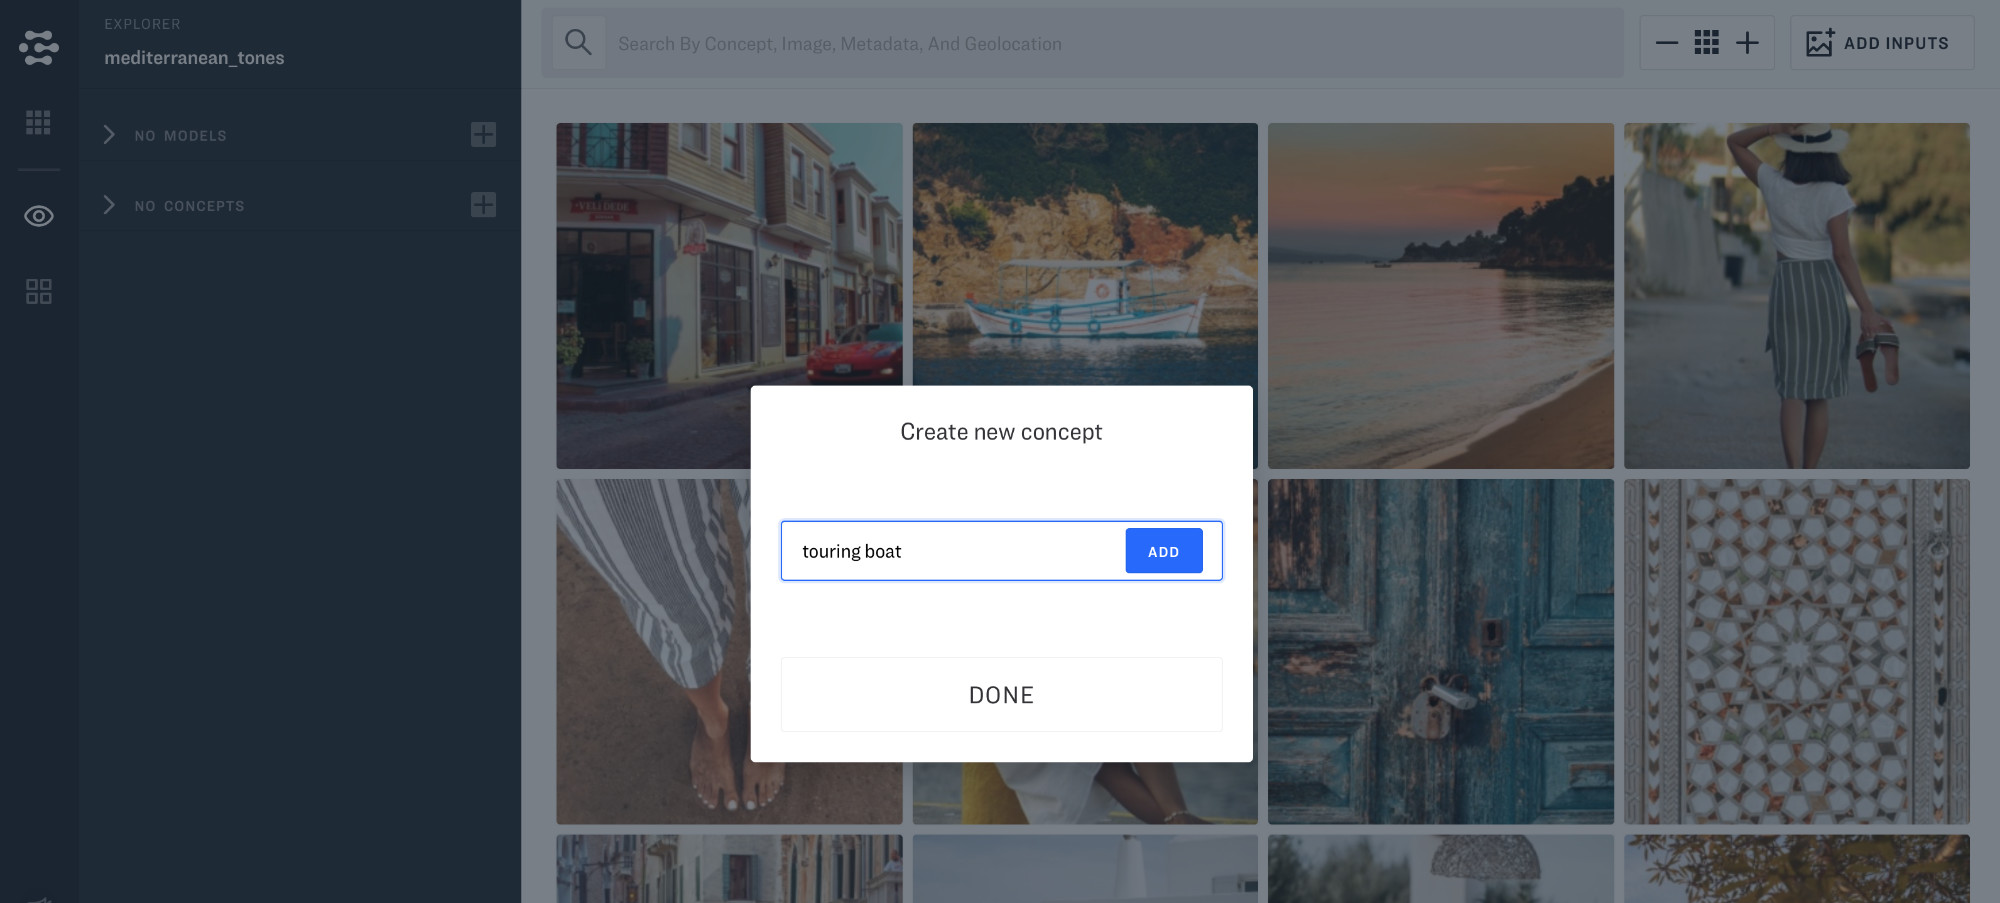 EXPLORER
mediterranean_tones
NO MODELS
NO CONCEPTS
Search By Concept, Image, Metadata, And Geolocation
ADD INPUTS
VELI DEDE
Create new concept
touring boat
ADD
DONE